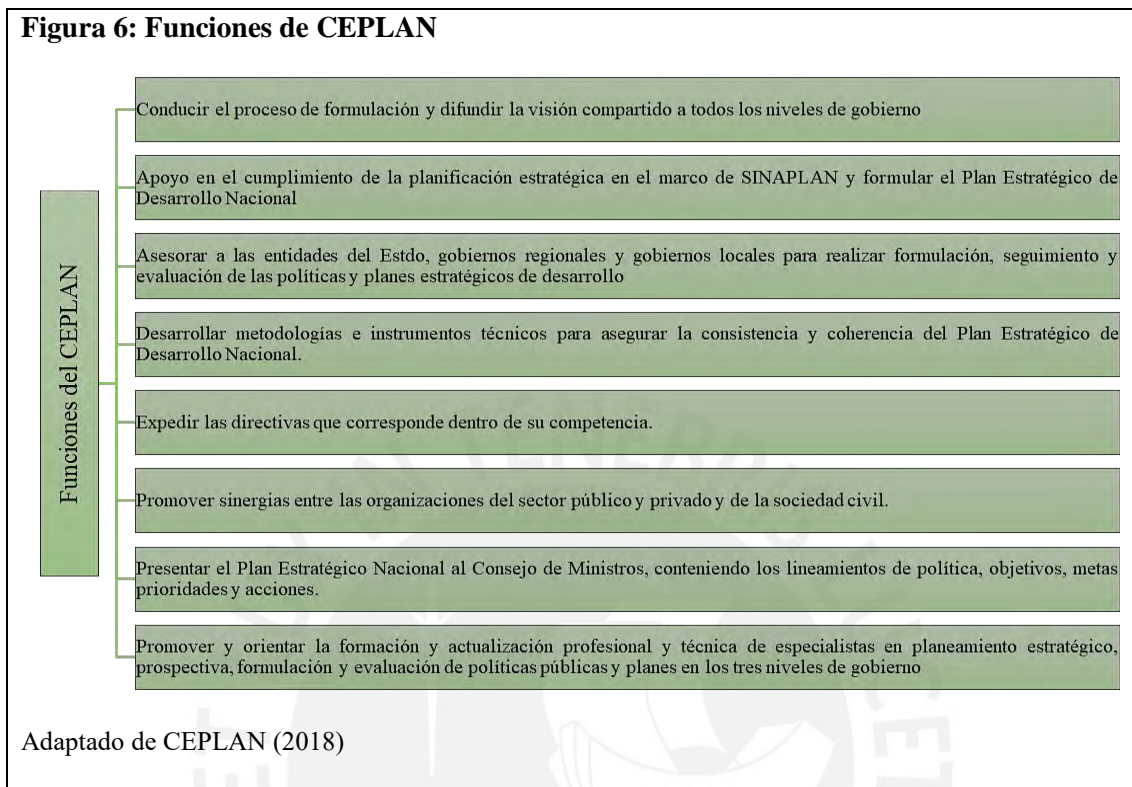 Figura 6: Funciones de CEPLAN
Funciones del CEPLAN
Conducir el proceso de formulación y difundir la visión compartido a todos los niveles de gobierno
Apoyo en el cumplimiento de la planificación estratégica en el marco de SINAPLAN y formular el Plan Estratégico de
Desarrollo Nacional
Asesorar a las entidades del Estdo, gobiernos regionales y gobiernos locales para realizar formulación, seguimiento y
evaluación de las políticas y planes estratégicos de desarrollo
Desarrollar metodologías e instrumentos técnicos para asegurar la consistencia y coherencia del Plan Estratégico de
Desarrollo Nacional.
Expedir las directivas que corresponde dentro de su competencia.
Promover sinergias entre las organizaciones del sector público y privado y de la sociedad civil.
Presentar el Plan Estratégico Nacional al Consejo de Ministros, conteniendo los lineamientos de política, objetivos, metas
prioridades y acciones.
Promover y orientar la formación y actualización profesional y técnica de especialistas en planeamiento estratégico,
prospectiva, formulación y evaluación de políticas públicas y planes en los tres niveles de gobierno
Adaptado de CEPLAN (2018)